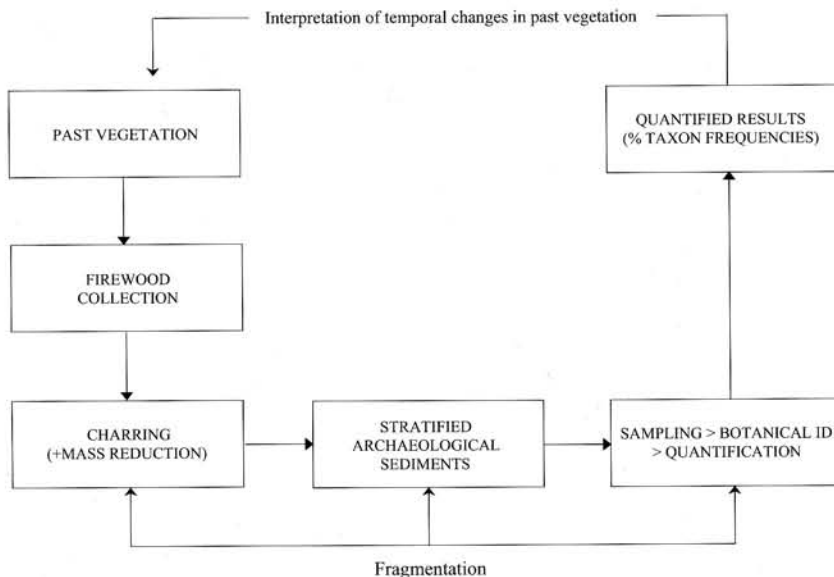 Interpretation of temporal changes in past vegetation
PAST VEGETATION
QUANTIFIED RESULTS
(% TAXON FREQUENCIES)
FIREWOOD
COLLECTION
CHARRING
(+MASS REDUCTION)
STRATIFIED
ARCHAEOLOGICAL
SEDIMENTS
SAMPLING > BOTANICAL ID
> QUANTIFICATION
Fragmentation